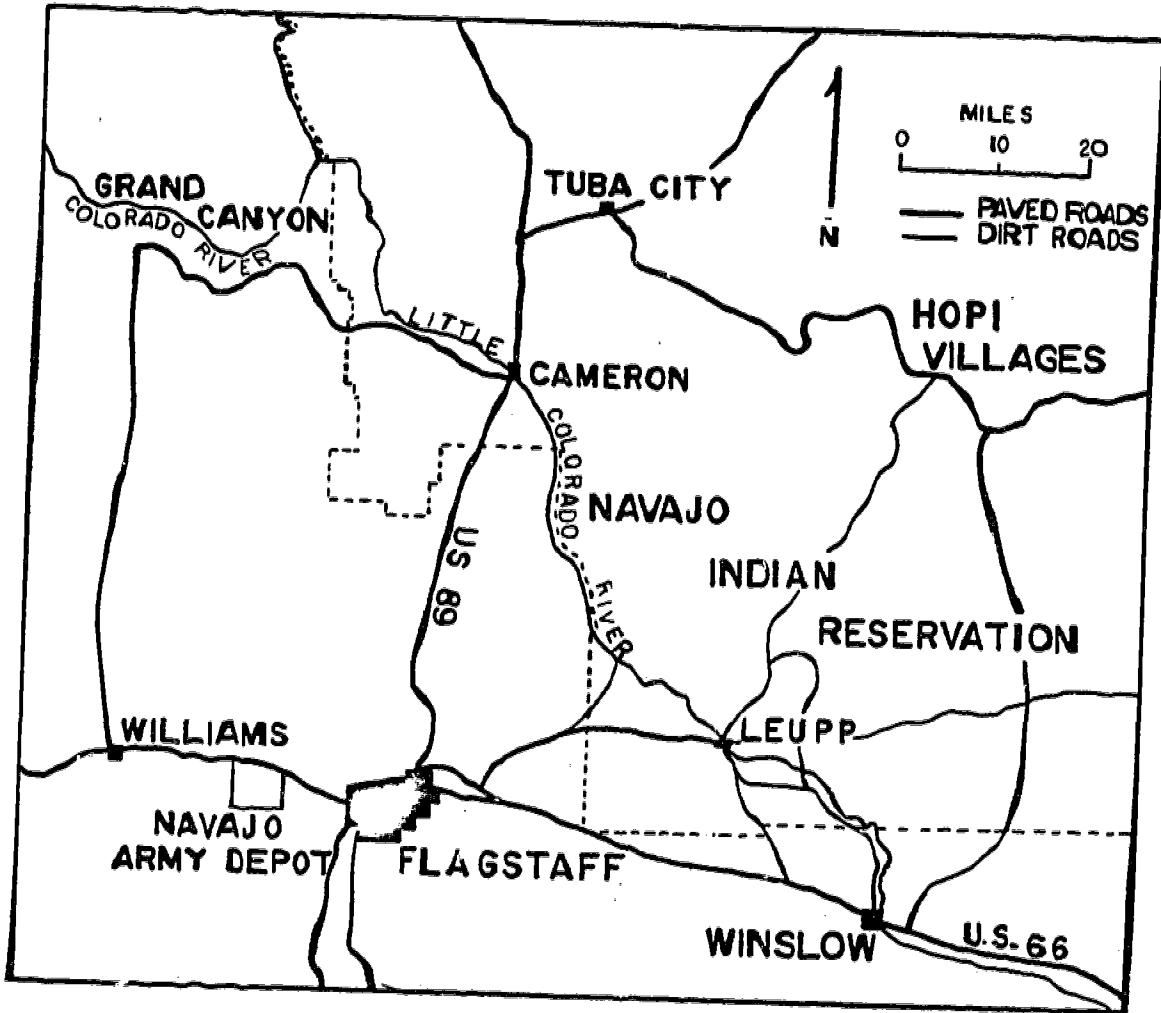 MILES
0 10 20
PAVED ROADS
DIRT ROADS
N
GRAND
CANYON
COLORADO RIVER
TUBA CITY
HOPI
VILLAGES
LITTLE
CAMERON
COLORADO
RIVER
NAVAJO
INDIAN
RESERVATION
US 89
WILLIAMS
LEUPP
NAVAJO
ARMY DEPOT
FLAGSTAFF
WINSLOW
U.S. 66